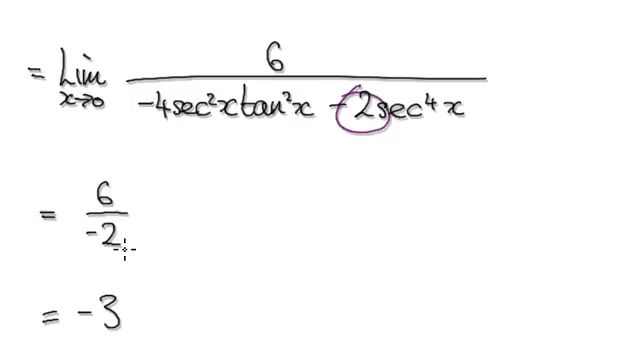 = Lim x→0 6
-4sec²x tan²x - 2sec⁴x
= 6
-2
= -3